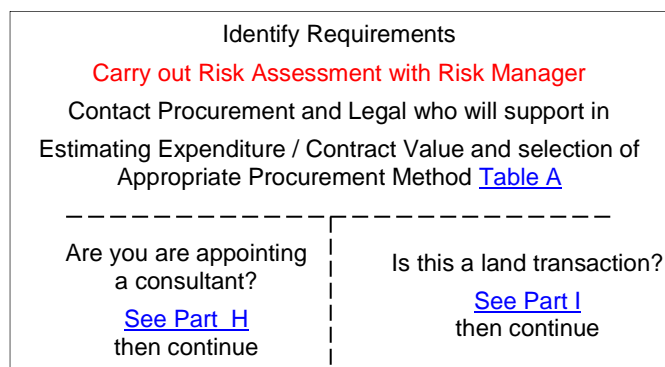 Identify Requirements
Carry out Risk Assessment with Risk Manager
Contact Procurement and Legal who will support in
Estimating Expenditure / Contract Value and selection of
Appropriate Procurement Method Table A
Are you are appointing
a consultant?
See Part H
then continue
Is this a land transaction?
See Part I
then continue